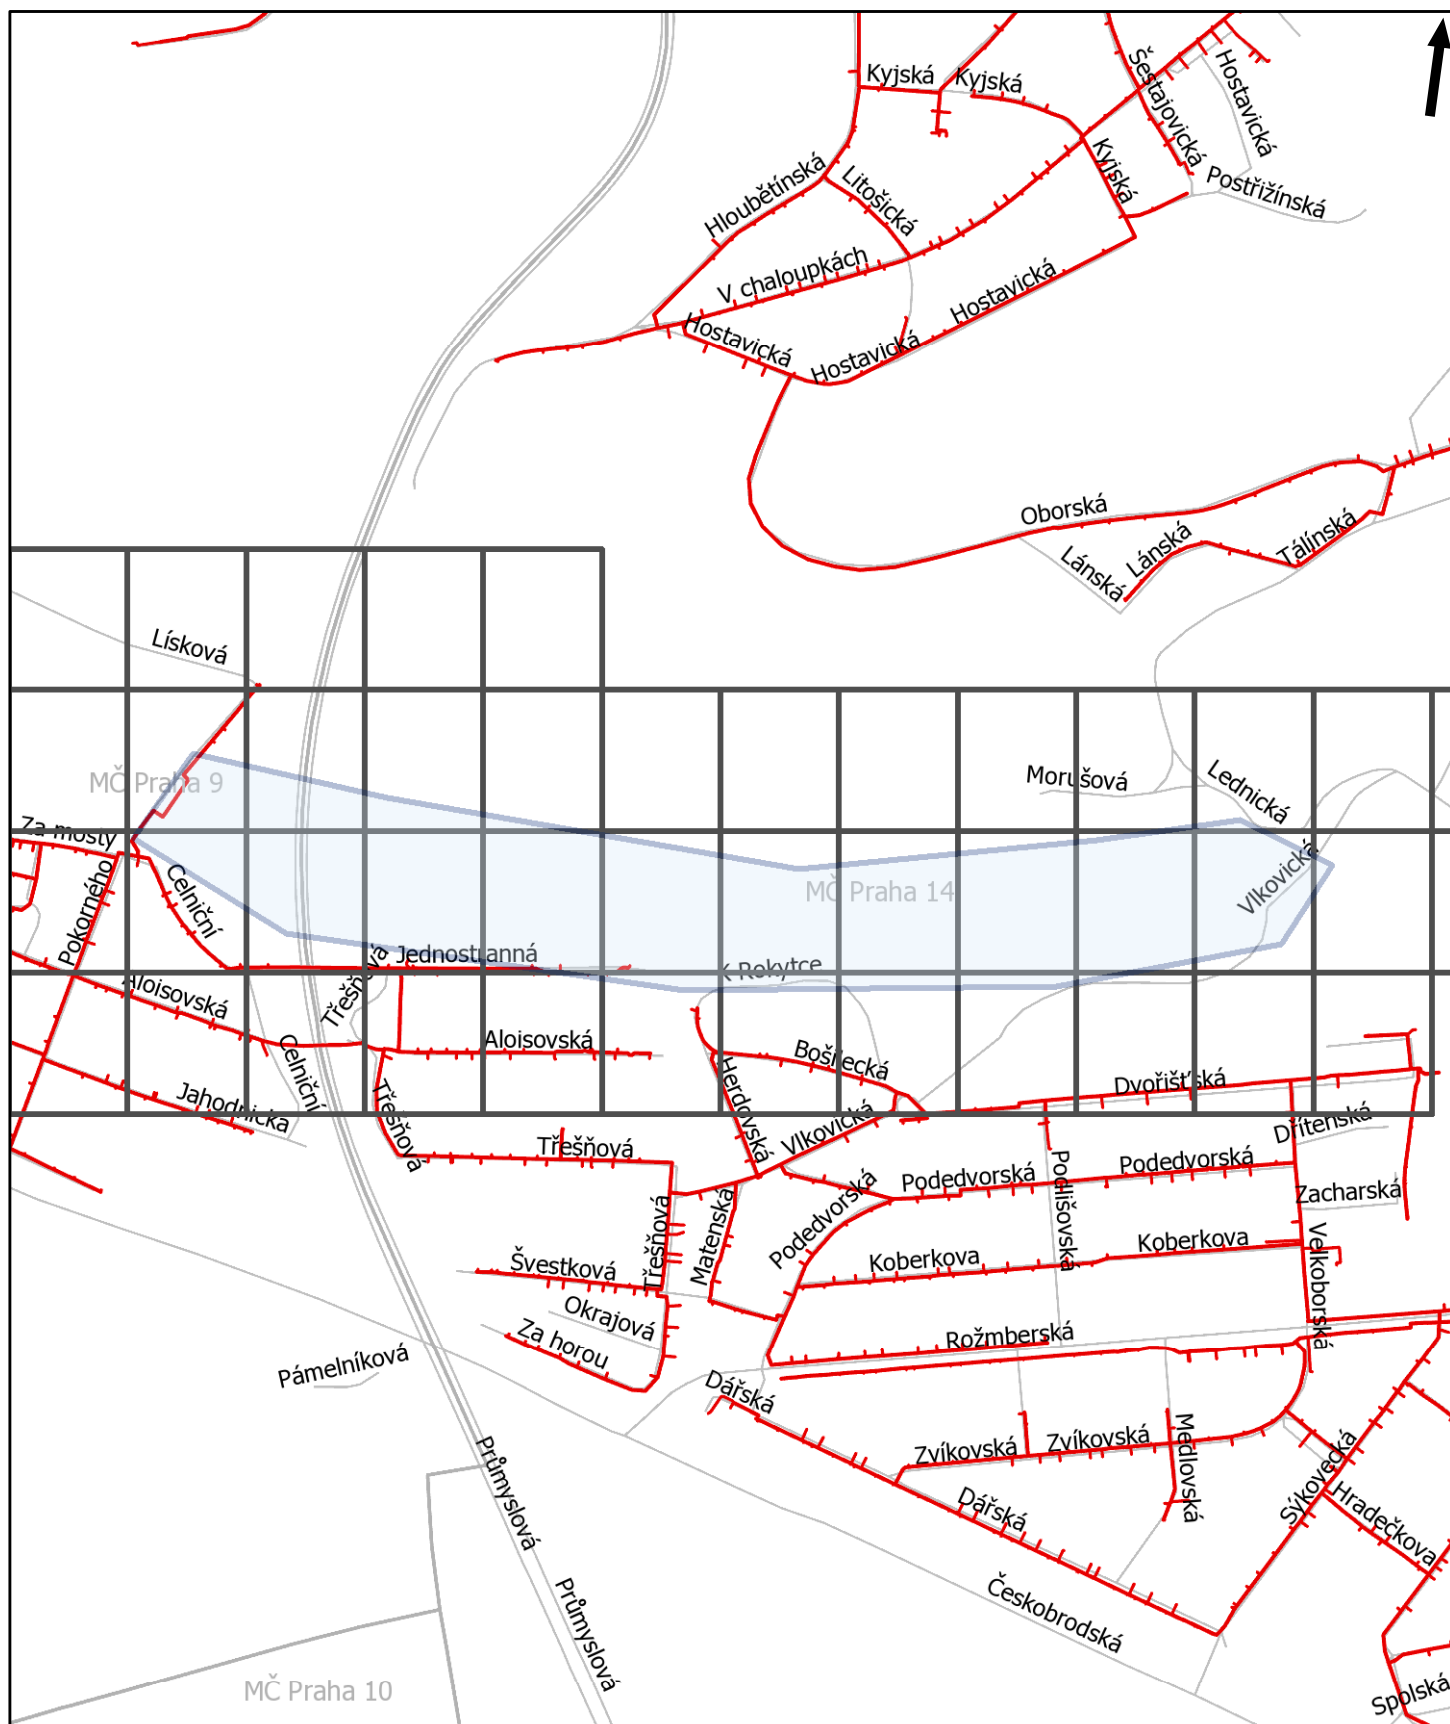 Kyjská
Kyjská
Šestajovická
Hostavická
Hloubětínská
Litošická
Kyjská
Postřižínská
V chaloupkách
Hostavická
Hostavická
Hostavická
Oborská
Lánská
Lánská
Tálínská
Lísková
MČ Praha 9
Morušová
Lednická
Za mosty
Pokorného
Celniční
MČ Praha 14
Vlkovická
Třešňová
Jednostranná
K Rokytce
Aloisovská
Aloisovská
Celniční
Bošilecká
Herdovská
Dvořišťská
Jahodnická
Třešňová
Třešňová
Vlkovická
Dřítenská
Podedvorská
Podedvorská
Podedvorská
Podlišovská
Zacharská
Třešňová
Matenská
Koberkova
Koberkova
Velkoborská
Švestková
Okrajová
Za horou
Rožmberská
Pámelníková
Dářská
Průmyslová
Zvíkovská
Zvíkovská
Medlovská
Sýkovecká
Hradečkova
Dářská
Českobrodská
Průmyslová
MČ Praha 10
Spolská